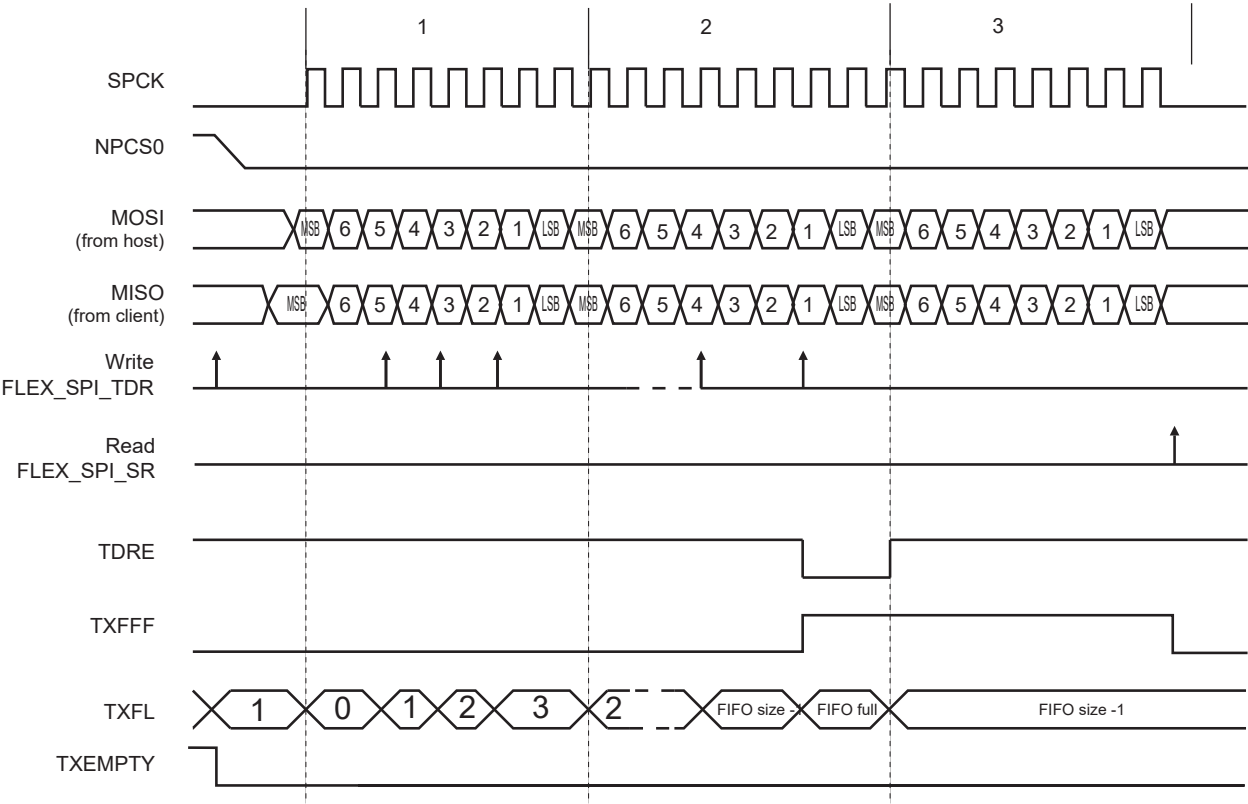 1 2 3
SPCK
NPCS0
MOSI
(from host)
MSB 6 5 4 3 2 1 LSB MSB 6 5 4 3 2 1 LSB MSB 6 5 4 3 2 1 LSB
MISO
(from client)
MSB 6 5 4 3 2 1 LSB MSB 6 5 4 3 2 1 LSB MSB 6 5 4 3 2 1 LSB
Write
FLEX_SPI_TDR
Read
FLEX_SPI_SR
TDRE
TXFFF
TXFL 1 0 1 2 3 2 FIFO size -1 FIFO full FIFO size -1
TXEMPTY